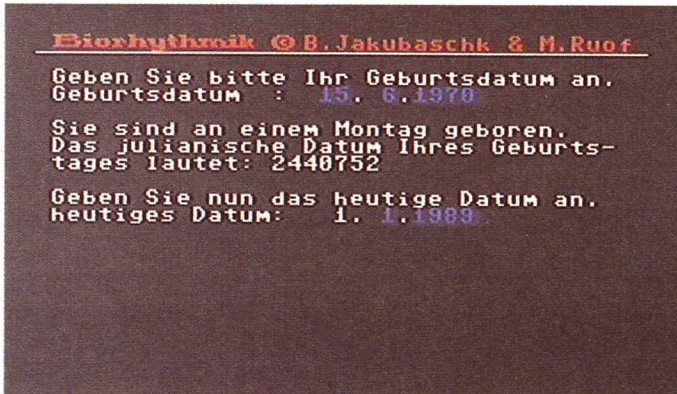 Biorhythmik © B.Jakubaschk & M.Ruof
Geben Sie bitte Ihr Geburtsdatum an.
Geburtsdatum : 15. 6.1970
Sie sind an einem Montag geboren.
Das julianische Datum Ihres Geburts-
tages lautet: 2440752
Geben Sie nun das heutige Datum an.
heutiges Datum: 1. 1.1989